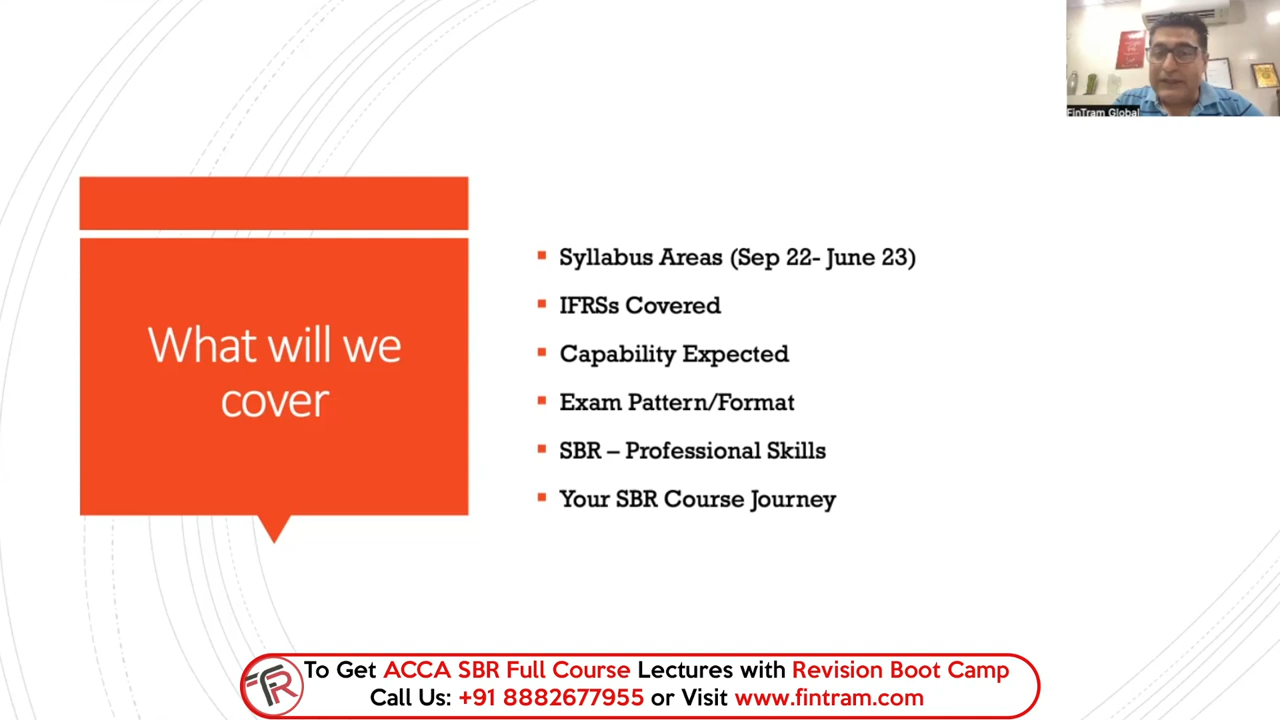 FinTram Global
What will we
cover
Syllabus Areas (Sep 22- June 23)
IFRSs Covered
Capability Expected
Exam Pattern/Format
SBR – Professional Skills
Your SBR Course Journey
To Get ACCA SBR Full Course Lectures with Revision Boot Camp
Call Us: +91 8882677955 or Visit www.fintram.com